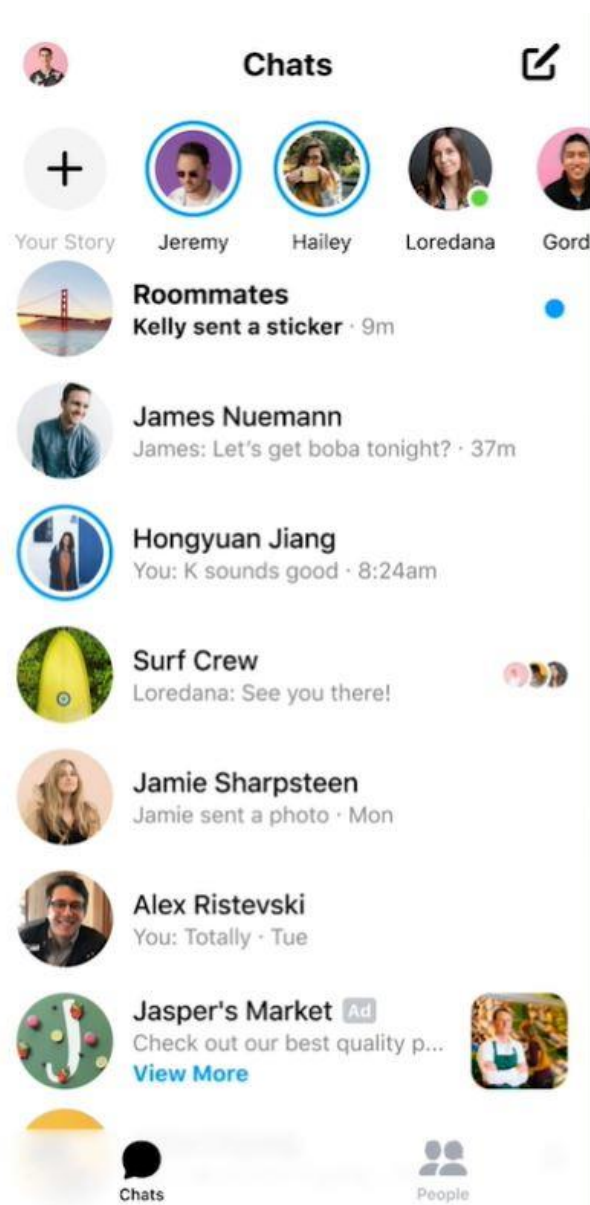 Chats
Your Story
Jeremy
Hailey
Loredana
Gord
Roommates
Kelly sent a sticker · 9m
James Nuemann
James: Let's get boba tonight? · 37m
Hongyuan Jiang
You: K sounds good · 8:24am
Surf Crew
Loredana: See you there!
Jamie Sharpsteen
Jamie sent a photo · Mon
Alex Ristevski
You: Totally · Tue
Jasper's Market Ad
Check out our best quality p...
View More
Chats
People